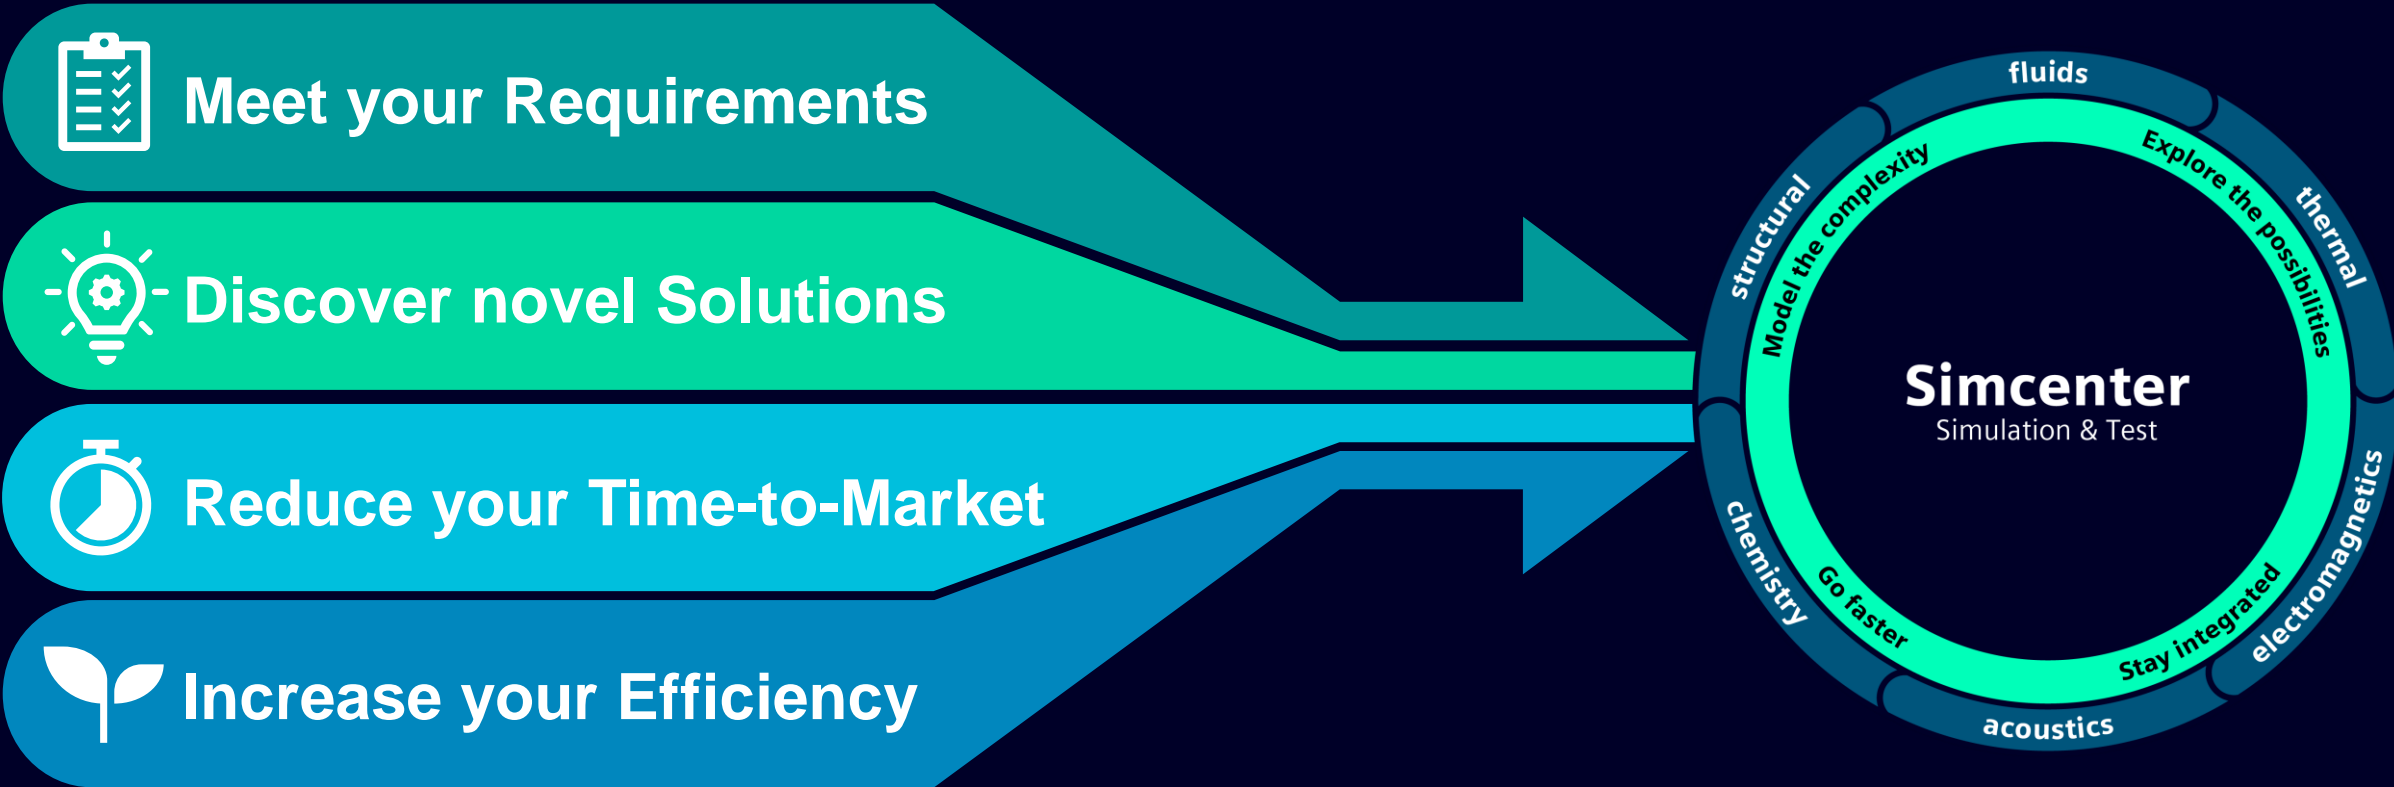 Meet your Requirements
Discover novel Solutions
Reduce your Time-to-Market
Increase your Efficiency
fluids
thermal
electromagnetics
acoustics
chemistry
structural
Model the complexity
Explore the possibilities
Stay integrated
Go faster
Simcenter
Simulation & Test